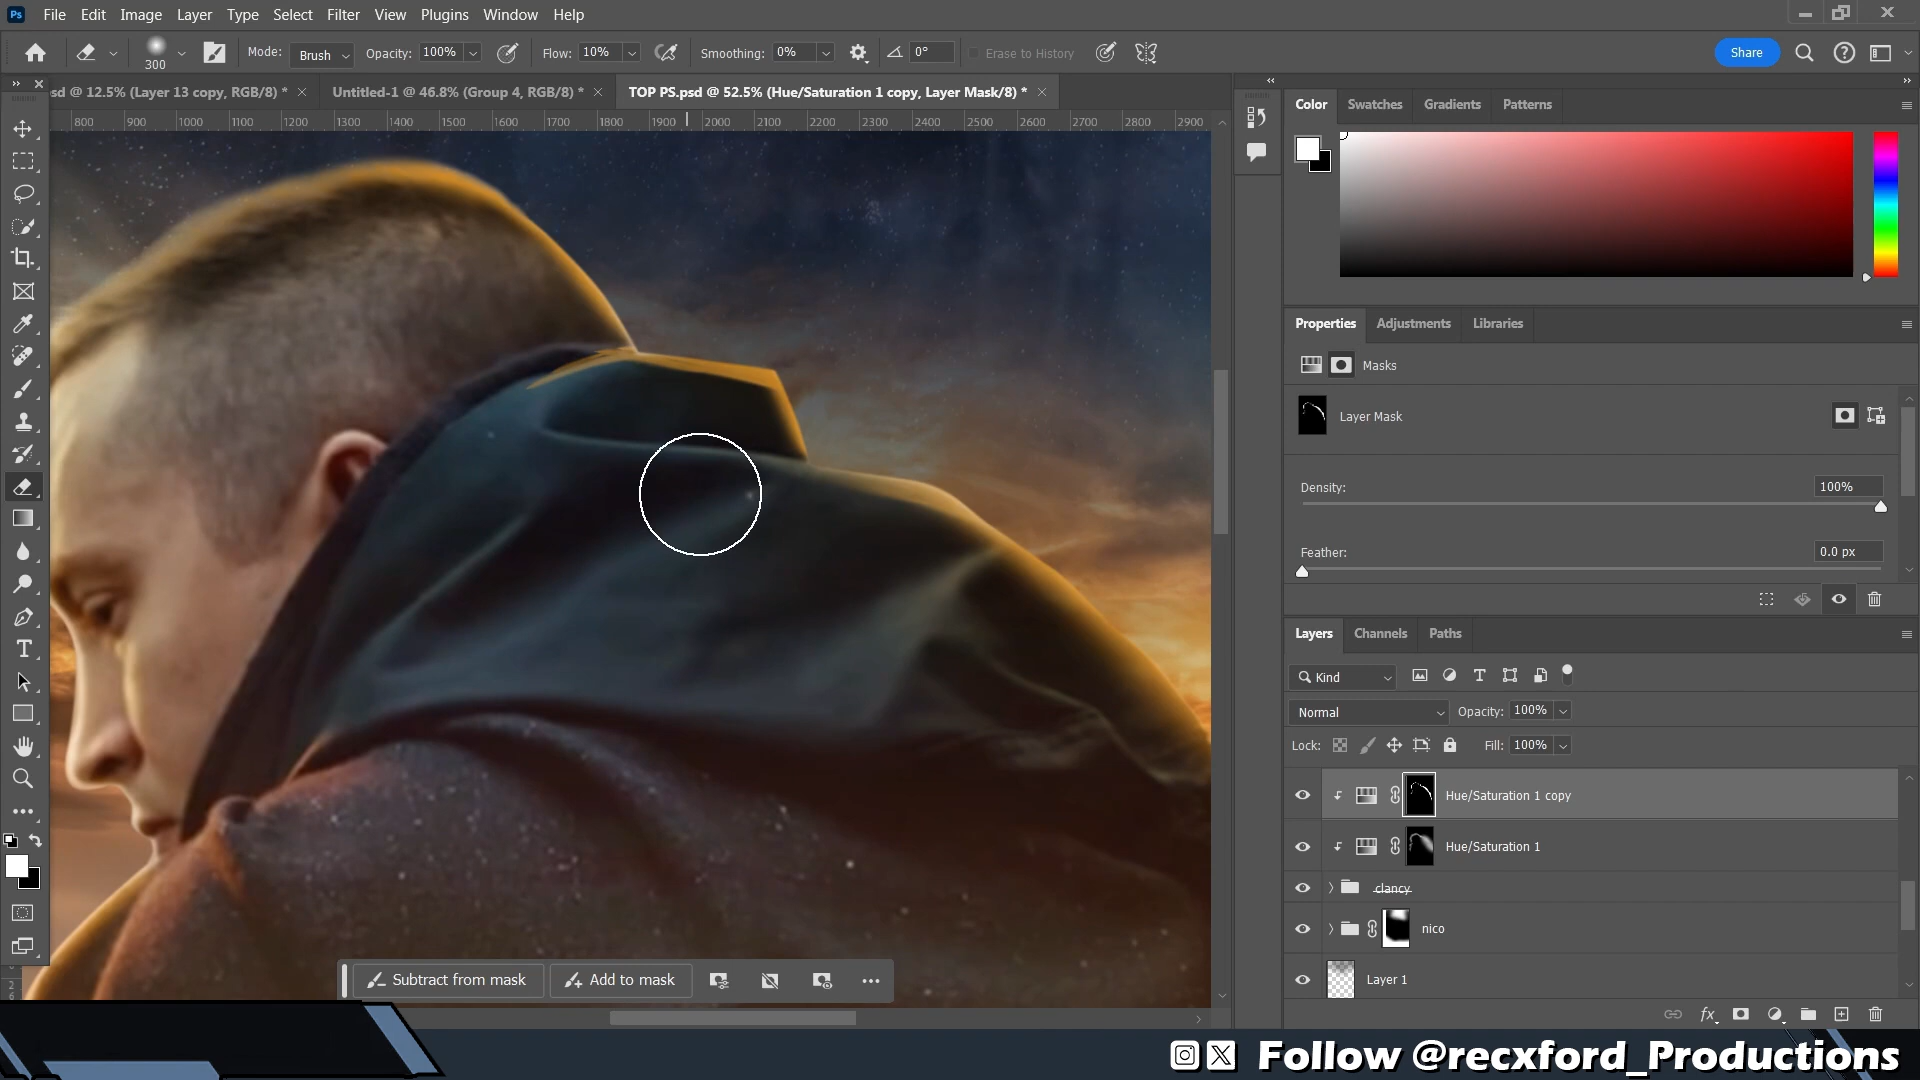 Ps File Edit Image Layer Type Select Filter View Plugins Window Help
300 Mode: Brush Opacity: 100% Flow: 10% Smoothing: 0% 0° Erase to History Share
sd @ 12.5% (Layer 13 copy, RGB/8) * Untitled-1 @ 46.8% (Group 4, RGB/8) * TOP PS.psd @ 52.5% (Hue/Saturation 1 copy, Layer Mask/8) *
800 900 1000 1100 1200 1300 1400 1500 1600 1700 1800 1900 2000 2100 2200 2300 2400 2500 2600 2700 2800 2900
Color Swatches Gradients Patterns
Properties Adjustments Libraries
Masks
Layer Mask
Density: 100%
Feather: 0.0 px
Layers Channels Paths
Kind
Normal Opacity: 100%
Lock: Fill: 100%
Hue/Saturation 1 copy
Hue/Saturation 1
clancy
nico
Layer 1
fx
Subtract from mask Add to mask
Follow @recxford_Productions